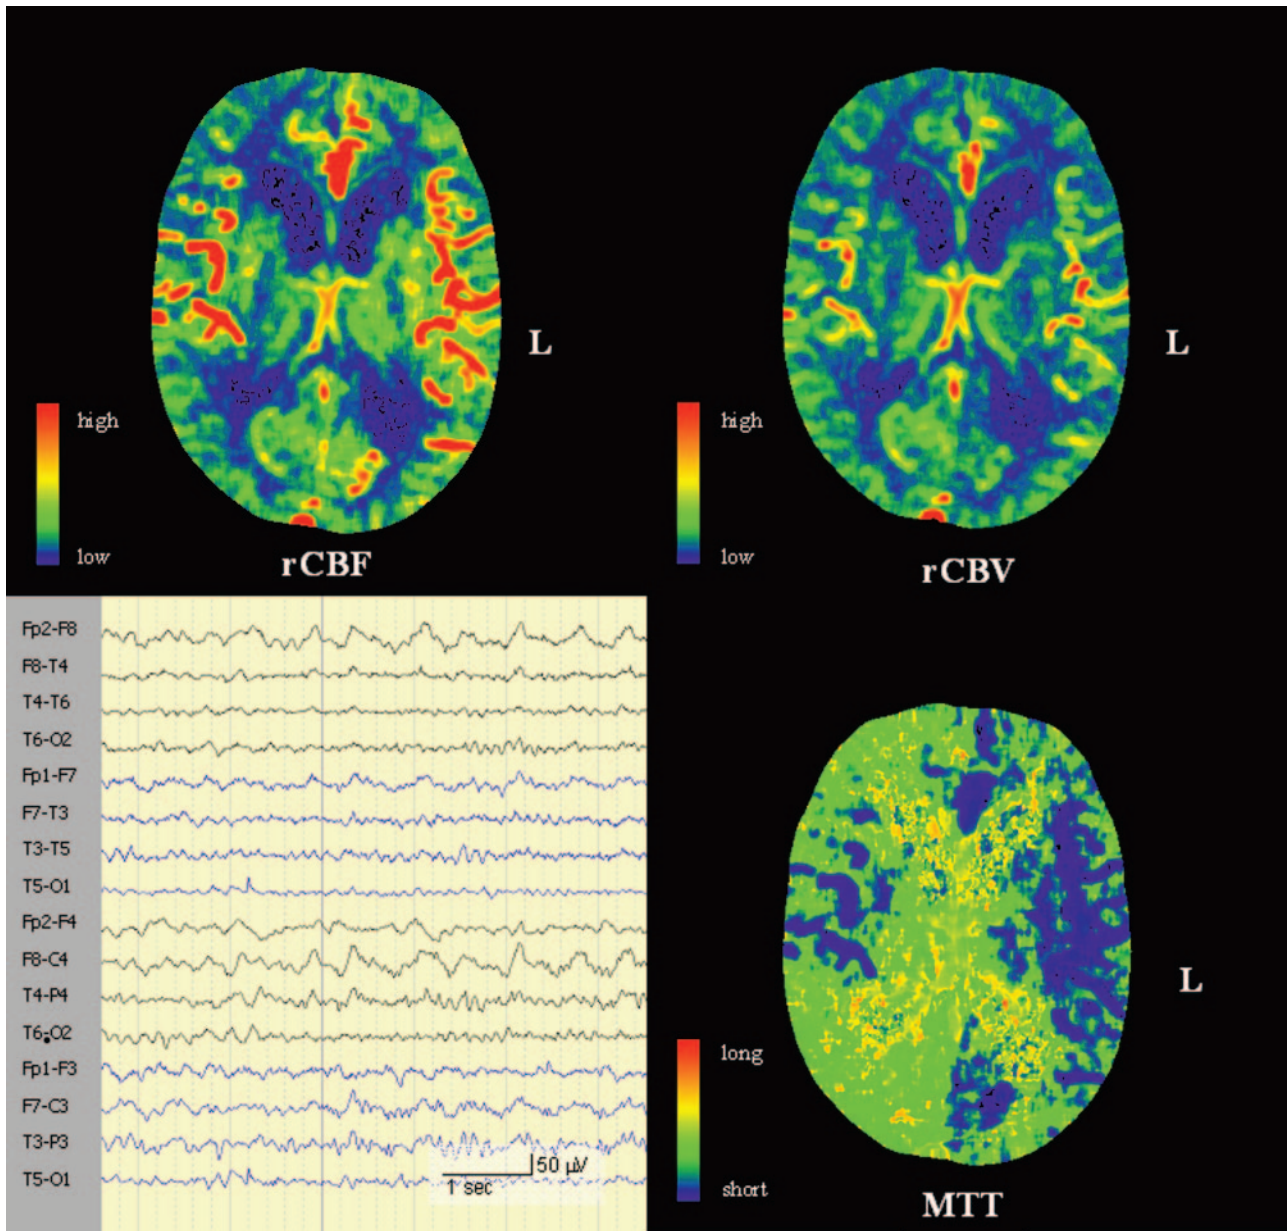 L
L
high
low
rCBF
high
low
rCBV
Fp2-F8
F8-T4
T4-T6
T6-O2
Fp1-F7
F7-T3
T3-T5
T5-O1
Fp2-F4
F8-C4
T4-P4
T6-O2
Fp1-F3
F7-C3
T3-P3
T5-O1
50 µV
1 sec
L
long
short
MTT